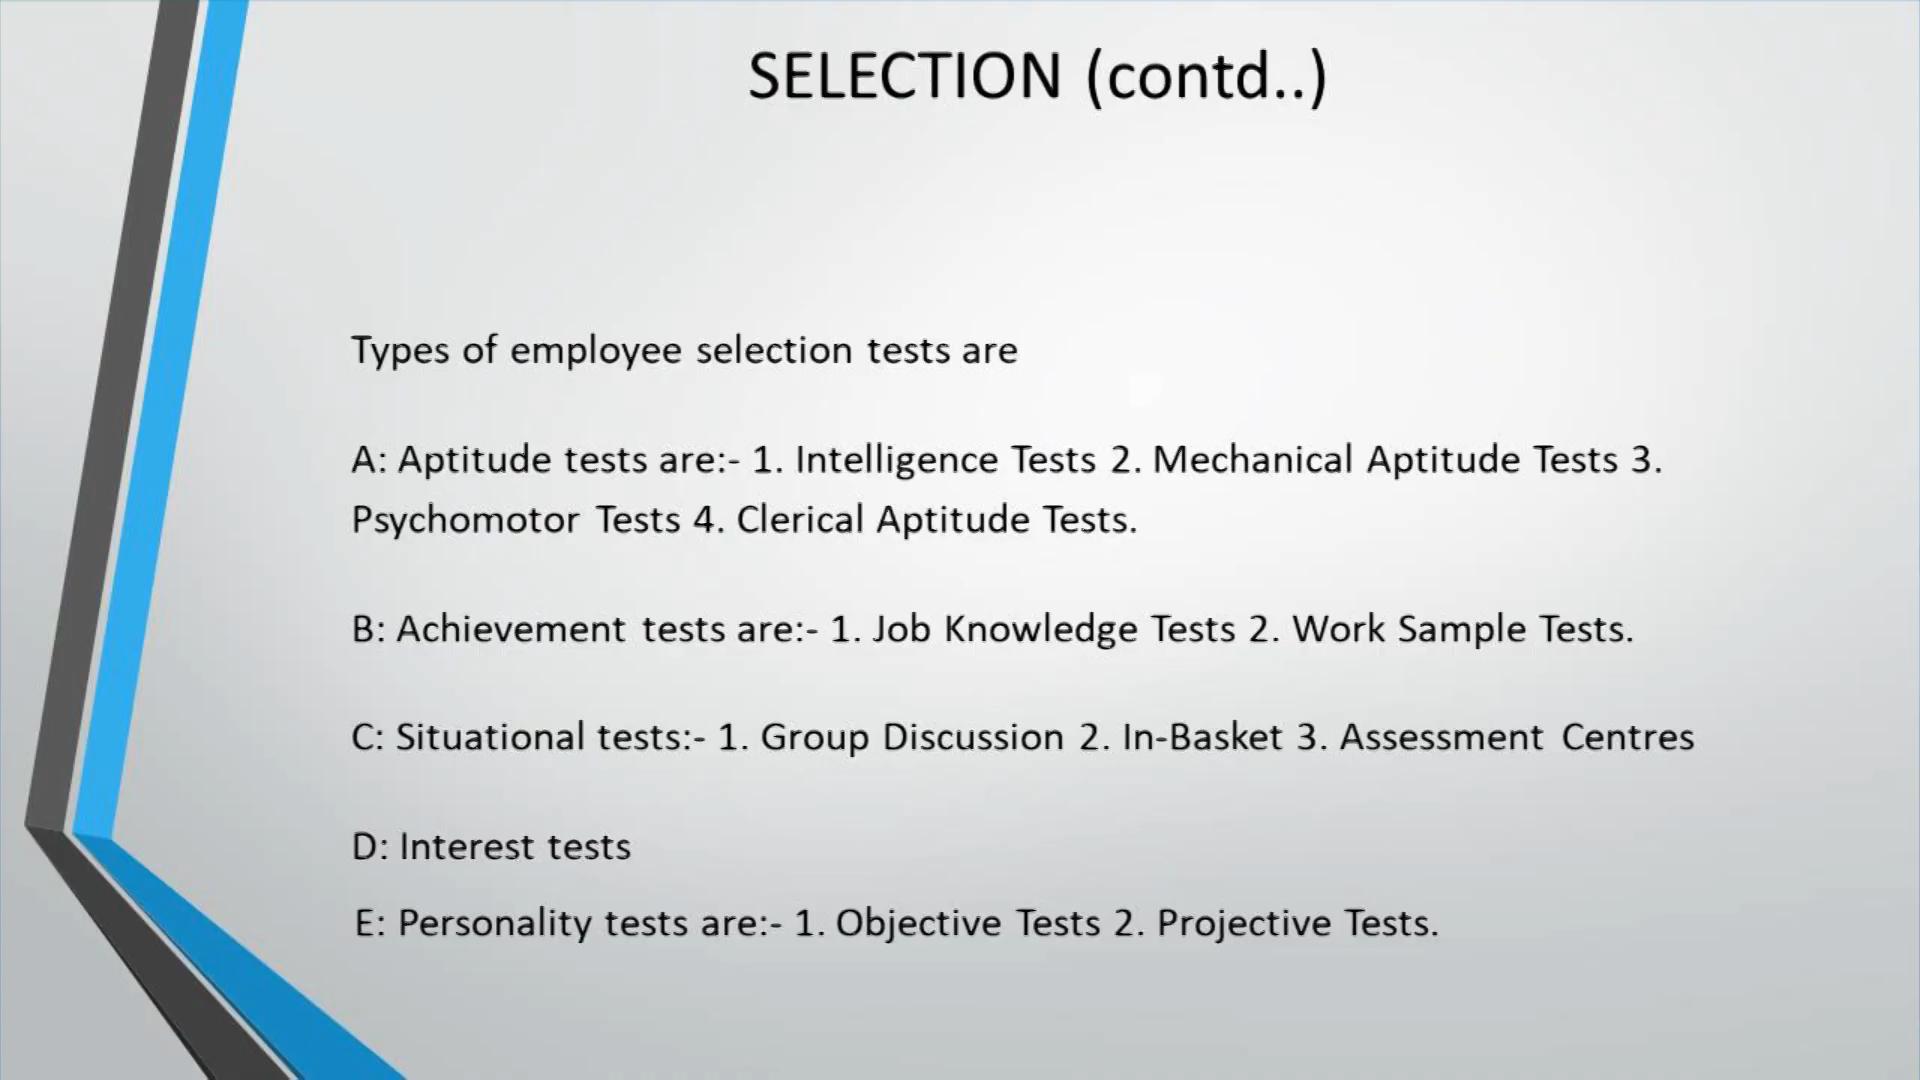 SELECTION (contd..)
Types of employee selection tests are
A: Aptitude tests are:- 1. Intelligence Tests 2. Mechanical Aptitude Tests 3.
Psychomotor Tests 4. Clerical Aptitude Tests.
B: Achievement tests are:- 1. Job Knowledge Tests 2. Work Sample Tests.
C: Situational tests:- 1. Group Discussion 2. In-Basket 3. Assessment Centres
D: Interest tests
E: Personality tests are:- 1. Objective Tests 2. Projective Tests.